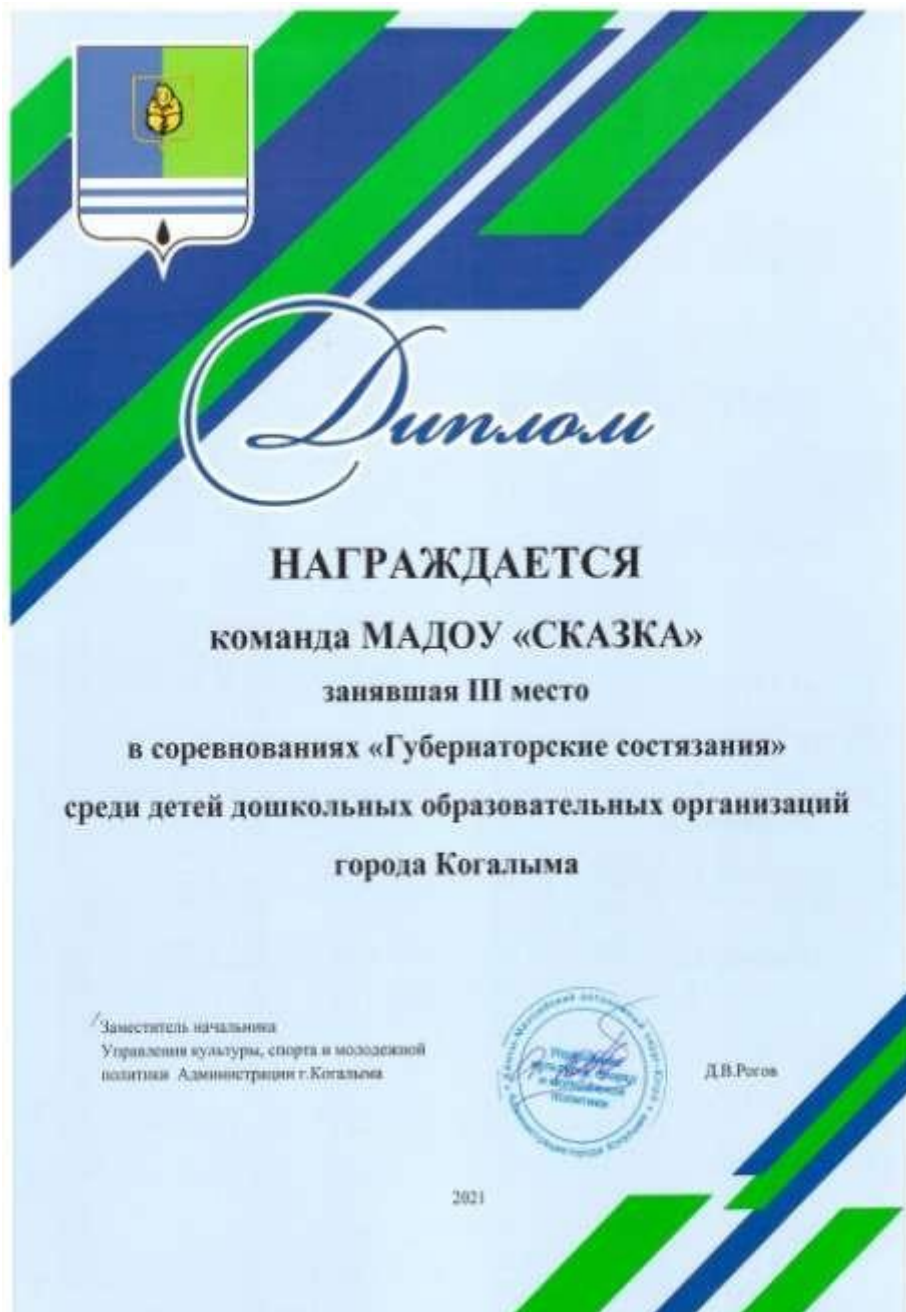 Диплом
НАГРАЖДАЕТСЯ
команда МАДОУ «СКАЗКА»
занявшая III место
в соревнованиях «Губернаторские состязания»
среди детей дошкольных образовательных организаций
города Когалыма
Заместитель начальника
Управления культуры, спорта и молодежной
политики Администрации г.Когалыма
Д.В.Рогов
2021